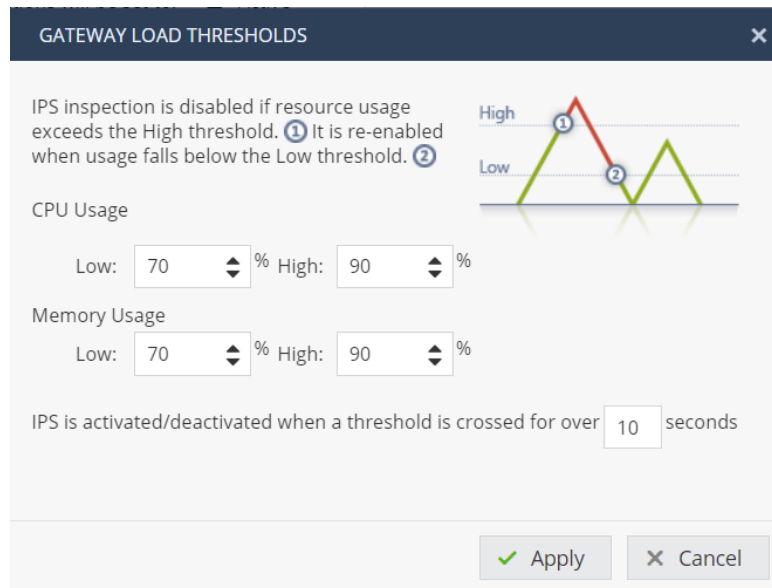 GATEWAY LOAD THRESHOLDS
IPS inspection is disabled if resource usage
exceeds the High threshold. ① It is re-enabled
when usage falls below the Low threshold. ②
High
1
Low
2
CPU Usage
Low: 70 % High: 90 %
Memory Usage
Low: 70 % High: 90 %
IPS is activated/deactivated when a threshold is crossed for over 10 seconds
Apply Cancel